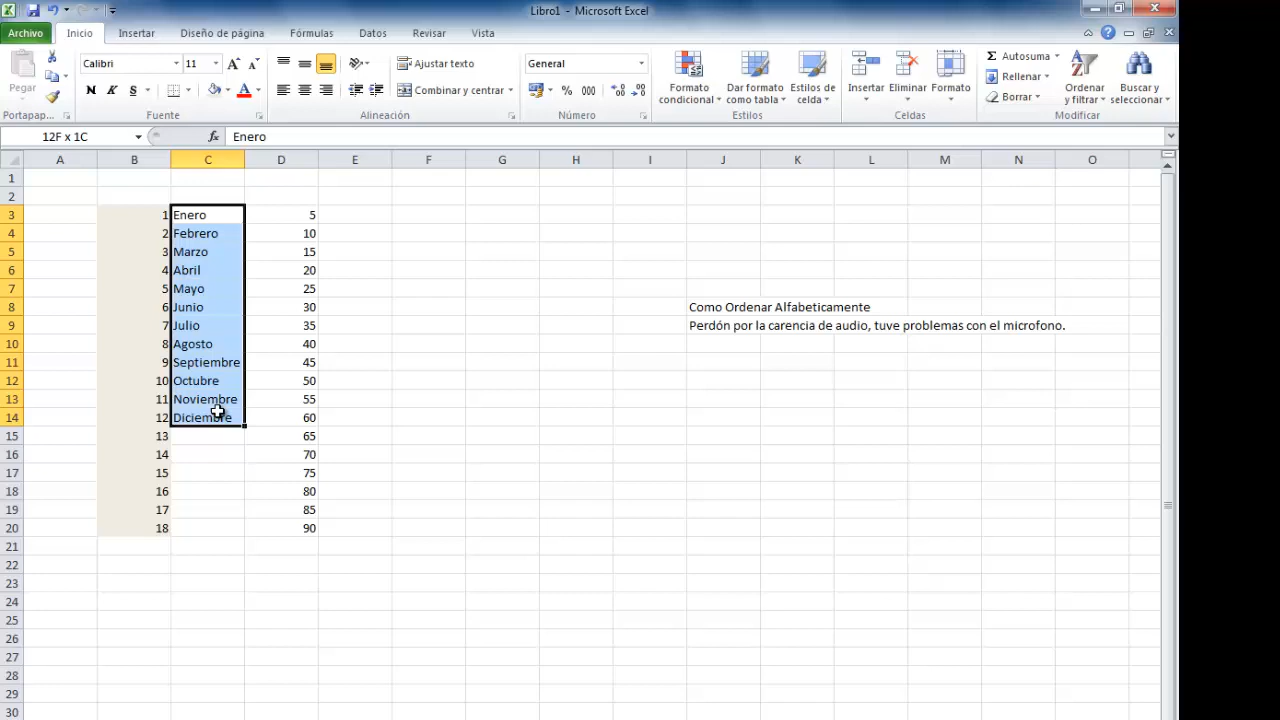 Libro1 - Microsoft Excel
Archivo Inicio Insertar Diseño de página Fórmulas Datos Revisar Vista
Calibri 11 Ajustar texto General Autosuma
Rellenar
N K S Combinar y centrar % 000 Borrar
Pegar Formato condicional Dar formato como tabla Estilos de celda Insertar Eliminar Formato Ordenar y filtrar Buscar y seleccionar
Portapap... Fuente Alineación Número Estilos Celdas Modificar
12F x 1C fx Enero
A B C D E F G H I J K L M N O
1
2
3 1 Enero 5
4 2 Febrero 10
5 3 Marzo 15
6 4 Abril 20
7 5 Mayo 25
8 6 Junio 30 Como Ordenar Alfabeticamente
9 7 Julio 35 Perdón por la carencia de audio, tuve problemas con el microfono.
10 8 Agosto 40
11 9 Septiembre 45
12 10 Octubre 50
13 11 Noviembre 55
14 12 Diciembre 60
15 13 65
16 14 70
17 15 75
18 16 80
19 17 85
20 18 90
21
22
23
24
25
26
27
28
29
30